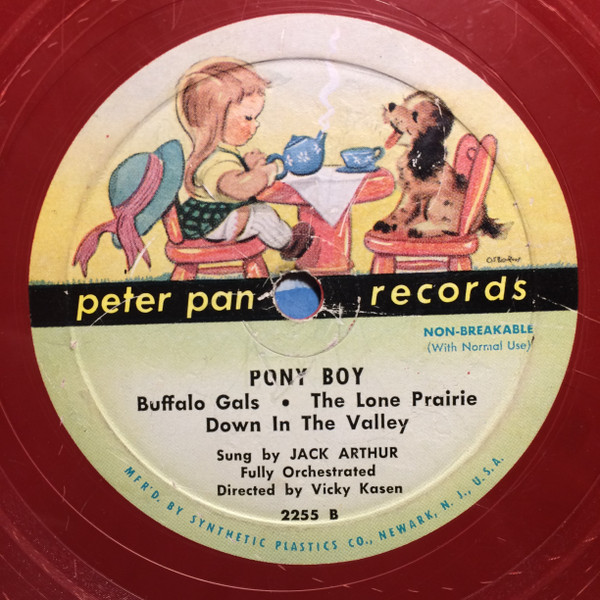 peter pan records
NON-BREAKABLE
(With Normal Use)
PONY BOY
Buffalo Gals • The Lone Prairie
Down In The Valley
Sung by JACK ARTHUR
Fully Orchestrated
Directed by Vicky Kasen
2255 B
MFR'D. BY SYNTHETIC PLASTICS CO., NEWARK, N. J., U.S.A.